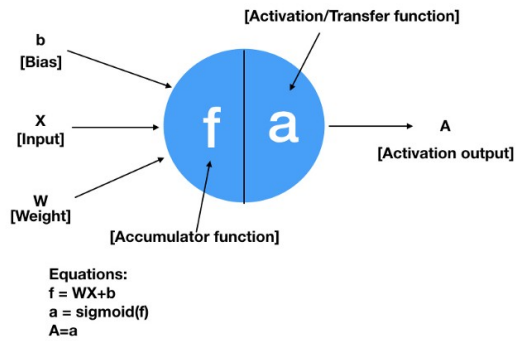 [Activation/Transfer function]
b
[Bias]
X
[Input]
f
a
A
[Activation output]
W
[Weight]
[Accumulator function]
Equations:
f = WX+b
a = sigmoid(f)
A=a